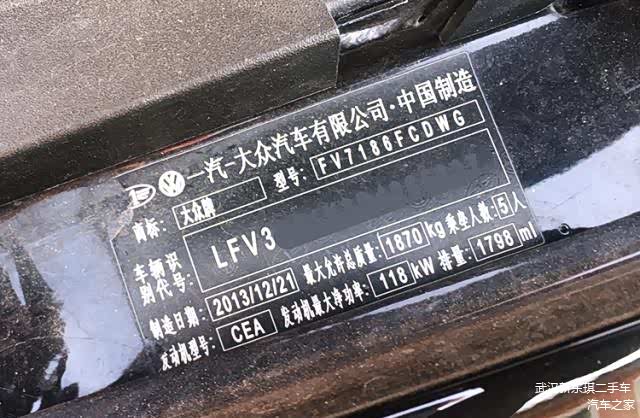 一汽-大众汽车有限公司·中国制造
商标: 大众牌 型号: FV7186FCDWG
车辆识别代号: LFV3
制造日期: 2013/12/21 最大允许总质量: 1870 kg 乘坐人数: 5 人
发动机型号: CEA 发动机最大净功率: 118 kW 排量: 1798 ml
武汉新东琪二手车
汽车之家